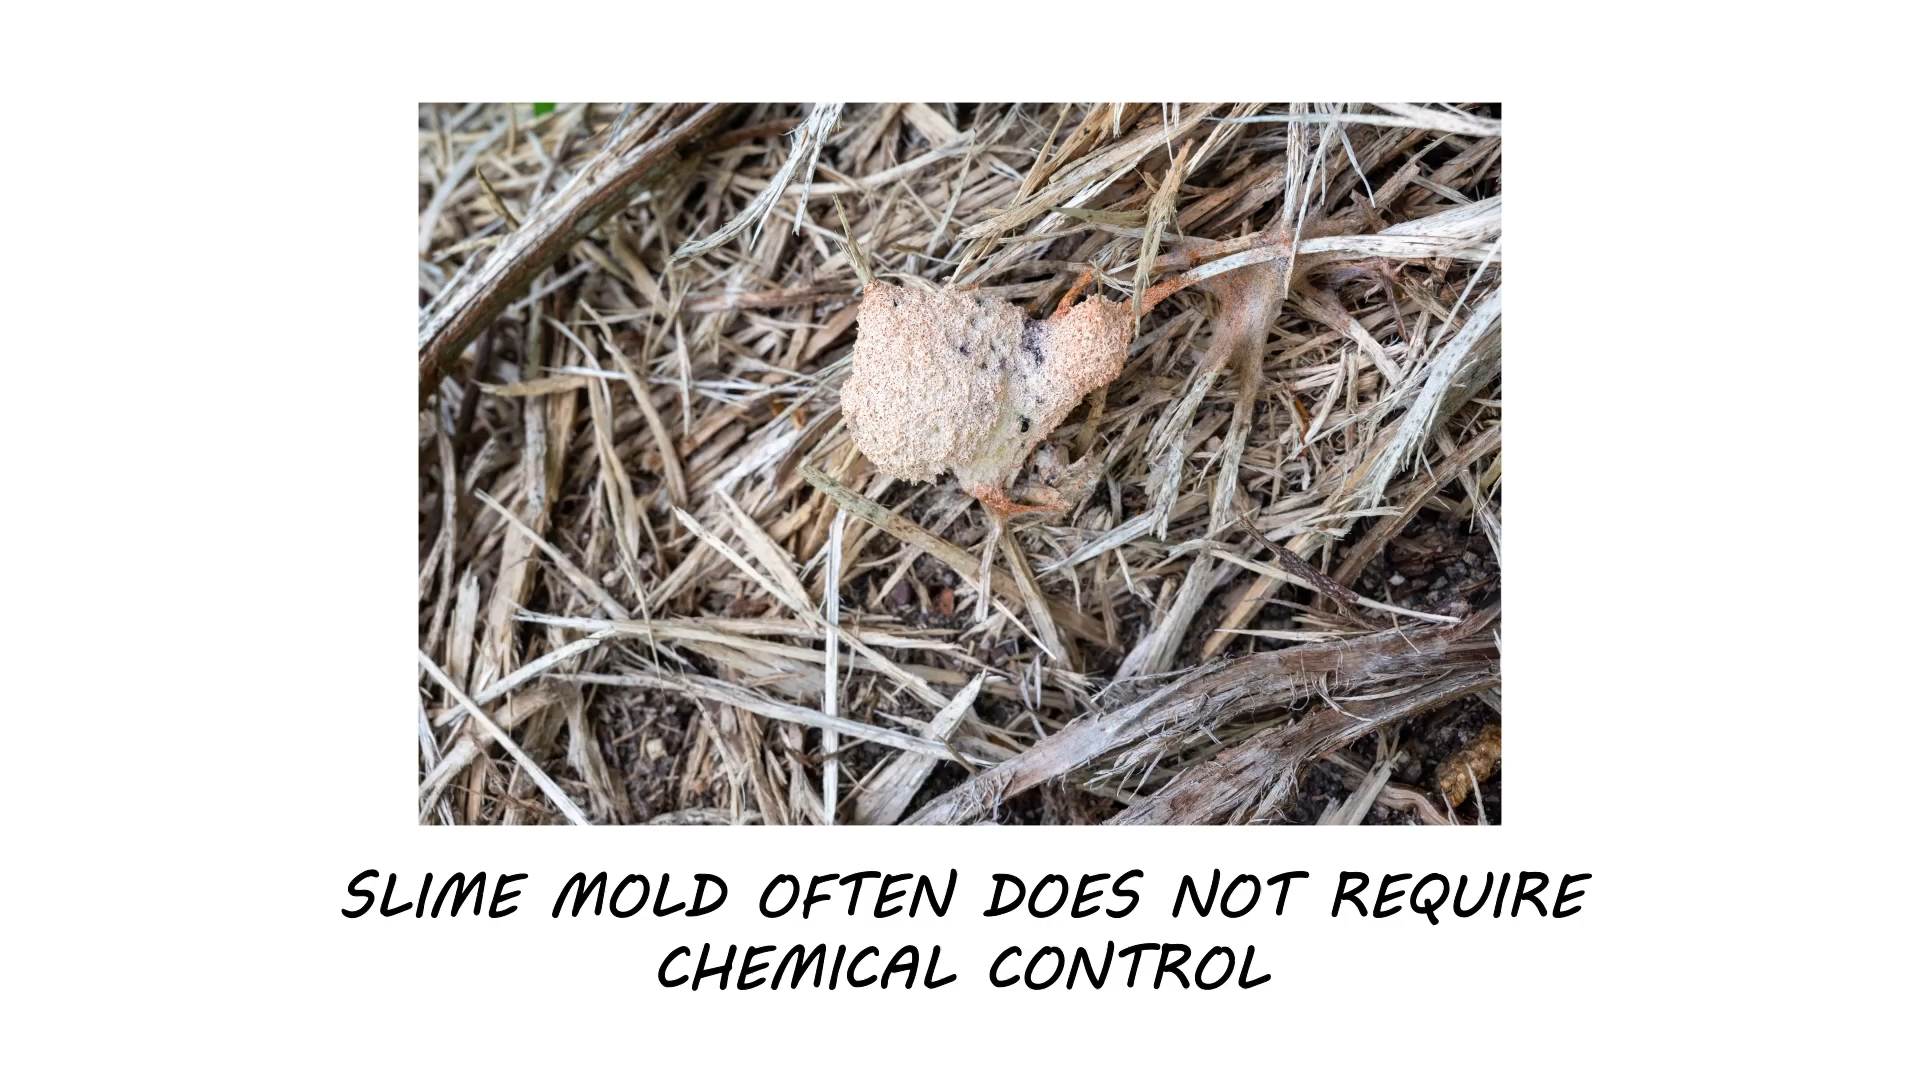 SLIME MOLD OFTEN DOES NOT REQUIRE
CHEMICAL CONTROL